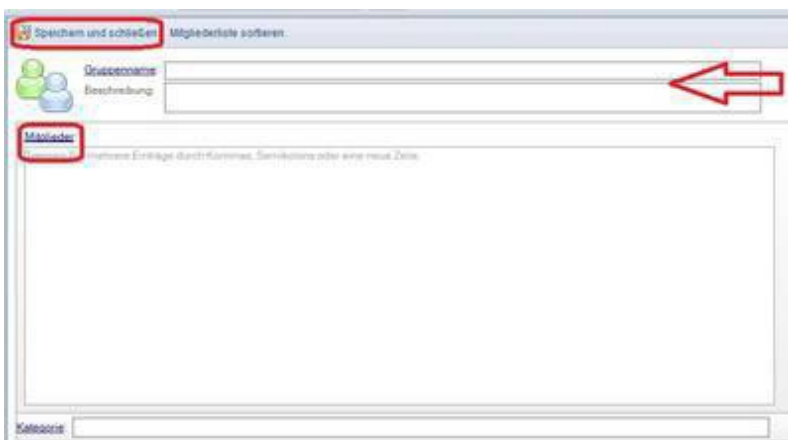 Speichern und schließen Mitgliederliste sortieren
Gruppenname
Beschreibung
Mitglieder
mehrere Einträge durch Kommas, Semikolons oder eine neue Zeile.
Kategorie